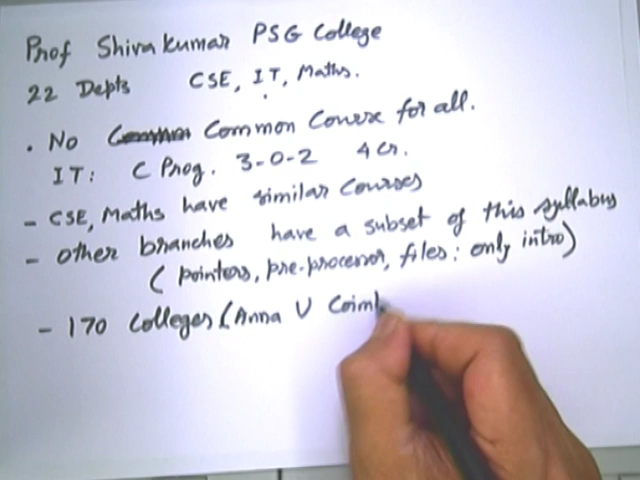 Prof Shivakumar PSG College
22 Depts CSE, IT, Maths.
. No Common Course for all.
IT: C Prog. 3-0-2 4 Cr.
- CSE, Maths have similar courses
- other branches have a subset of this syllabus
( pointers, pre-processor, files: only intro)
- 170 Colleges (Anna U Coimb